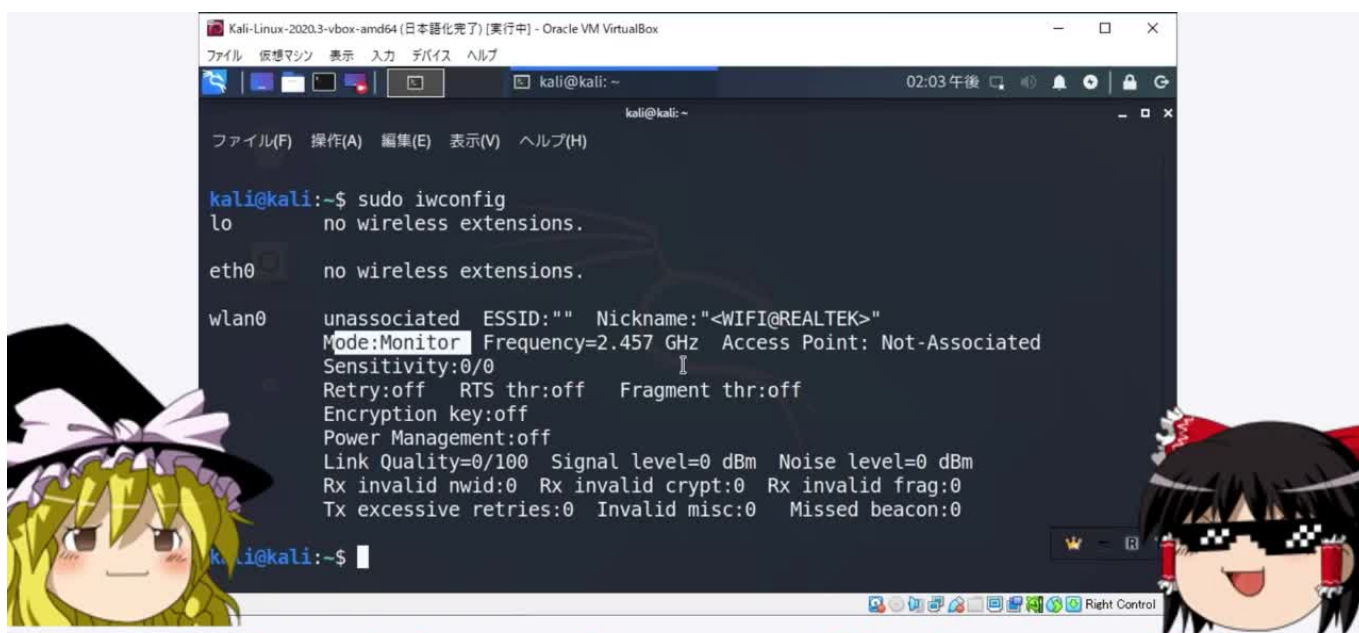 Kali-Linux-2020.3-vbox-amd64 (日本語化完了) [実行中] - Oracle VM VirtualBox
ファイル 仮想マシン 表示 入力 デバイス ヘルプ
kali@kali: ~ 02:03 午後
kali@kali: ~
ファイル(F) 操作(A) 編集(E) 表示(V) ヘルプ(H)
kali@kali:~$ sudo iwconfig
lo no wireless extensions.
eth0 no wireless extensions.
wlan0 unassociated ESSID:"" Nickname:"<WIFI@REALTEK>"
Mode:Monitor Frequency=2.457 GHz Access Point: Not-Associated
Sensitivity:0/0
Retry:off RTS thr:off Fragment thr:off
Encryption key:off
Power Management:off
Link Quality=0/100 Signal level=0 dBm Noise level=0 dBm
Rx invalid nwid:0 Rx invalid crypt:0 Rx invalid frag:0
Tx excessive retries:0 Invalid misc:0 Missed beacon:0
kali@kali:~$
R
Right Control